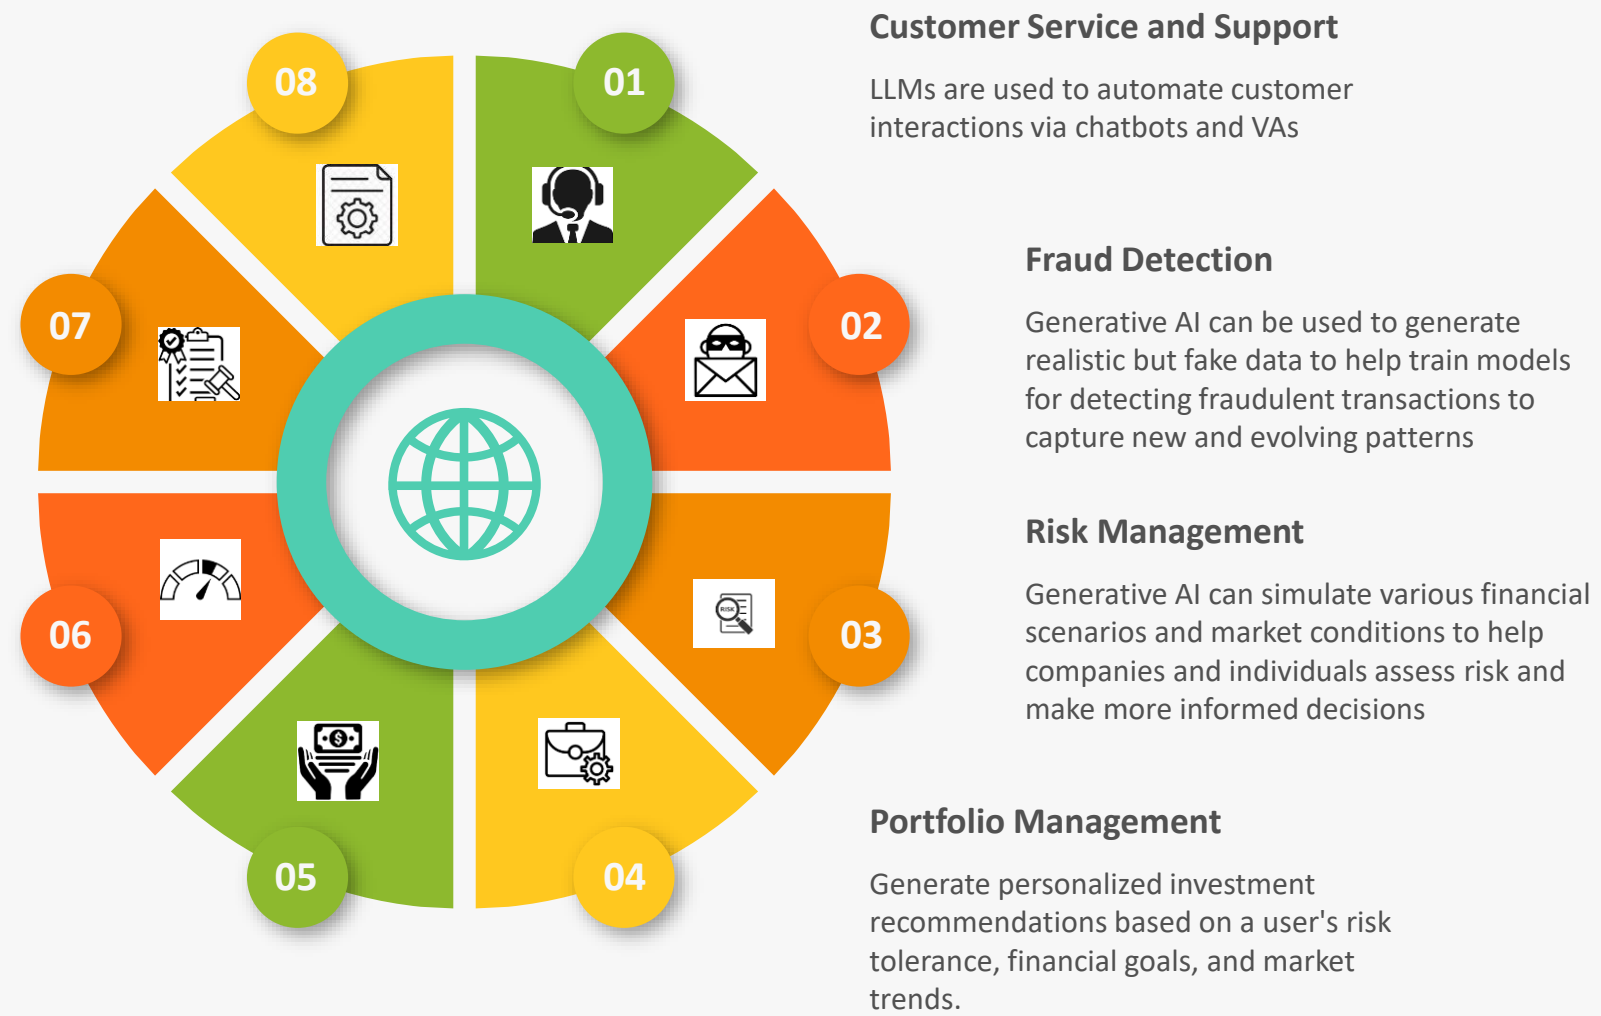 Customer Service and Support
LLMs are used to automate customer
interactions via chatbots and VAs
Fraud Detection
Generative AI can be used to generate
realistic but fake data to help train models
for detecting fraudulent transactions to
capture new and evolving patterns
Risk Management
Generative AI can simulate various financial
scenarios and market conditions to help
companies and individuals assess risk and
make more informed decisions
Portfolio Management
Generate personalized investment
recommendations based on a user's risk
tolerance, financial goals, and market
trends.
01
02
03
04
05
06
07
08
RISK
$